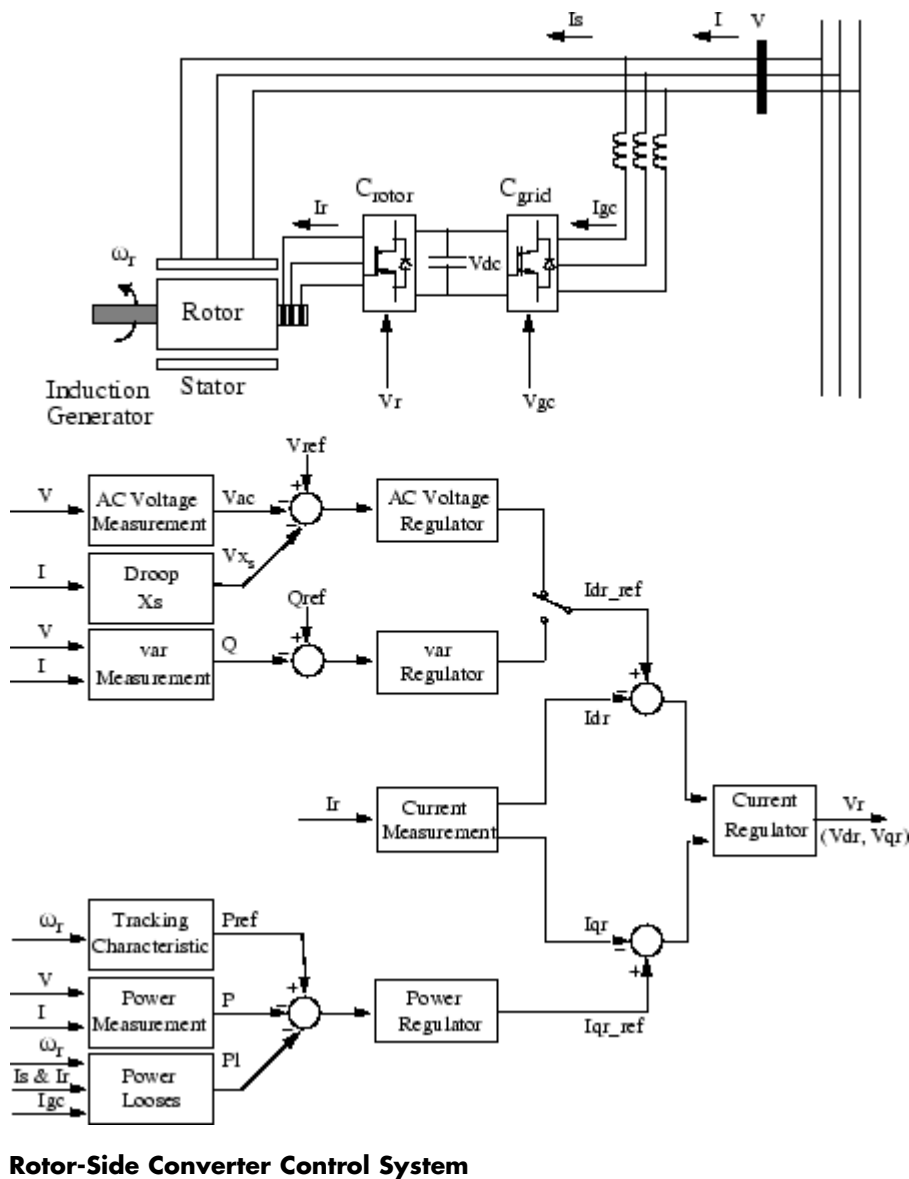 Is
I
V
C rotor
C grid
Ir
Igc
ωr
Vdc
Rotor
Stator
Induction
Generator
Vr
Vgc
Vref
V
AC Voltage
Measurement
Vac
+
−
−
AC Voltage
Regulator
I
Droop
Xs
Vxs
Qref
Idr_ref
V
I
var
Measurement
Q
+
−
var
Regulator
+
−
Idr
Ir
Current
Measurement
Current
Regulator
Vr
(Vdr, Vqr)
ωr
Tracking
Characteristic
Pref
Iqr
−
+
V
I
Power
Measurement
P
+
−
−
Power
Regulator
Iqr_ref
ωr
Is & Ir
Igc
Power
Looses
Pl
Rotor-Side Converter Control System